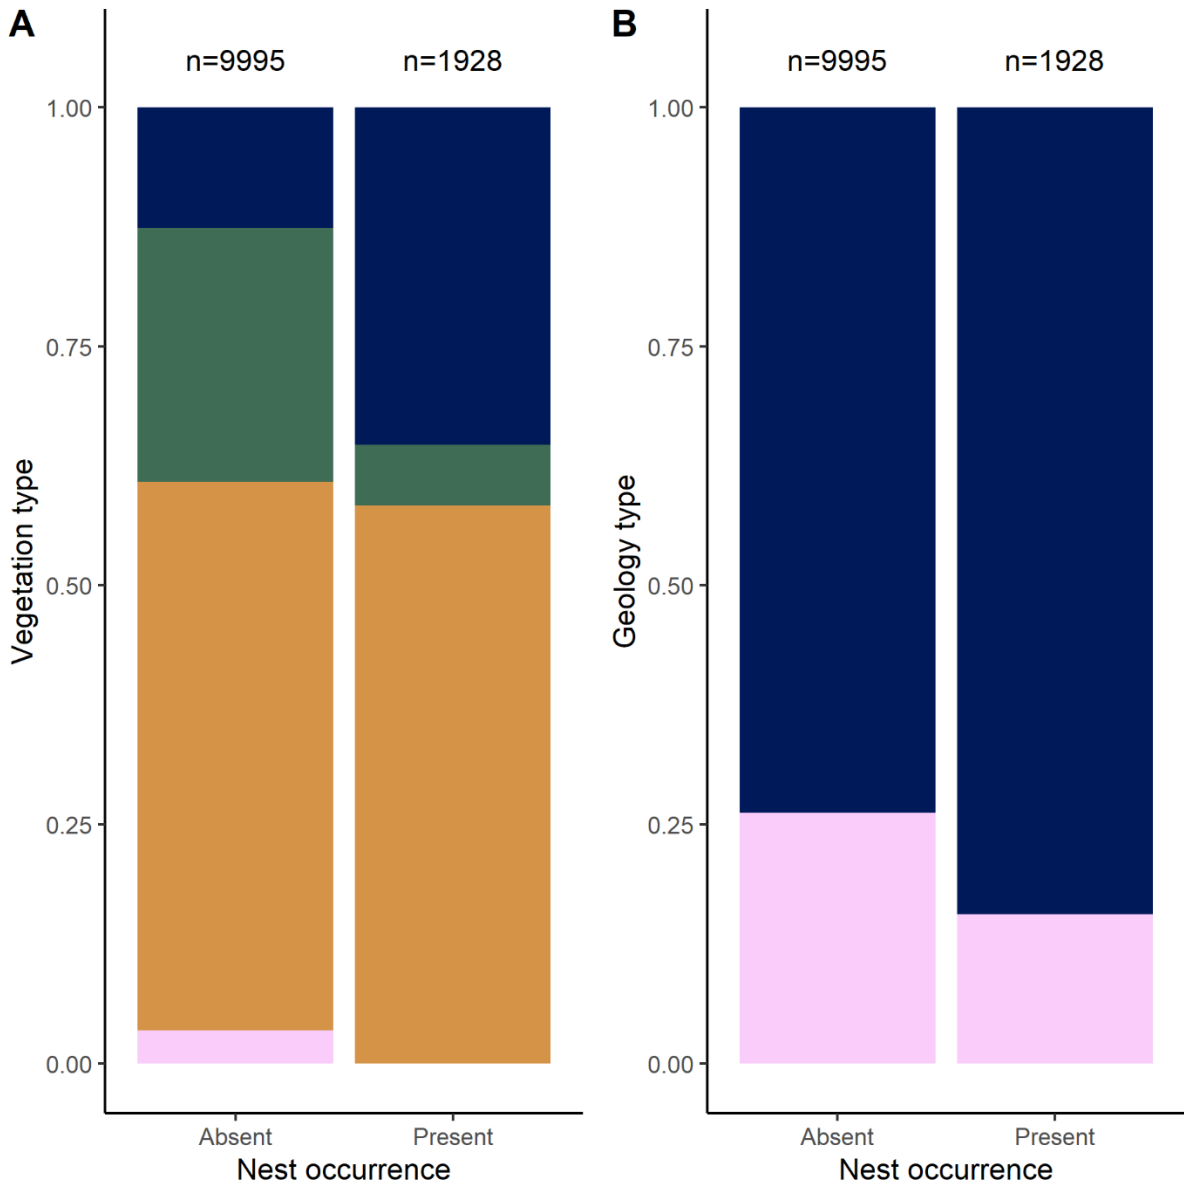 A
n=9995 n=1928
1.00
0.75
0.50
0.25
0.00
Vegetation type
Absent Present
Nest occurrence
B
n=9995 n=1928
1.00
0.75
0.50
0.25
0.00
Geology type
Absent Present
Nest occurrence